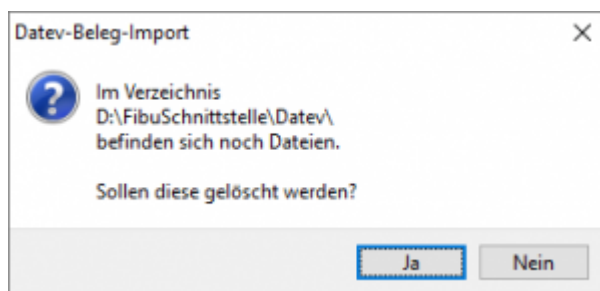 Datev-Beleg-Import
Im Verzeichnis
D:\FibuSchnittstelle\Datev\
befinden sich noch Dateien.
Sollen diese gelöscht werden?
Ja
Nein